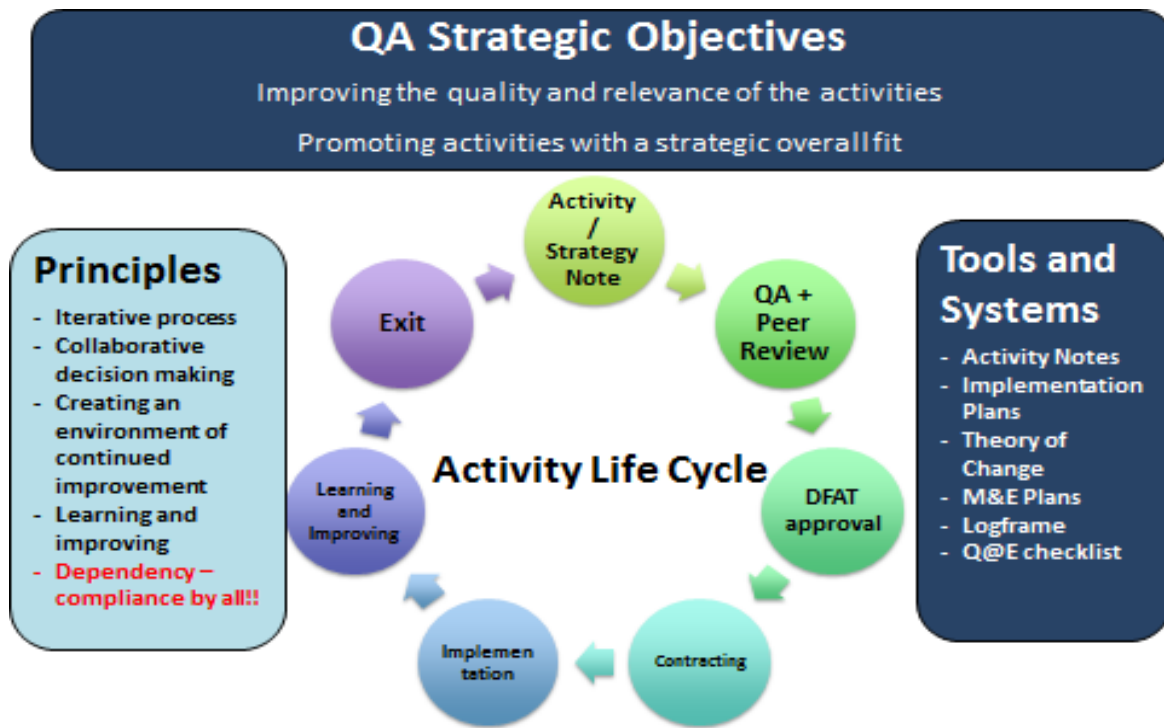 QA Strategic Objectives
Improving the quality and relevance of the activities
Promoting activities with a strategic overall fit
Principles
- Iterative process
- Collaborative
decision making
- Creating an
environment of
continued
improvement
- Learning and
improving
- Dependency –
compliance by all!!
Activity
/
Strategy
Note
QA +
Peer
Review
DFAT
approval
Contracting
Implemen
tation
Learning
and
Improving
Exit
Activity Life Cycle
Tools and
Systems
- Activity Notes
- Implementation
Plans
- Theory of
Change
- M&E Plans
- Logframe
- Q@E checklist